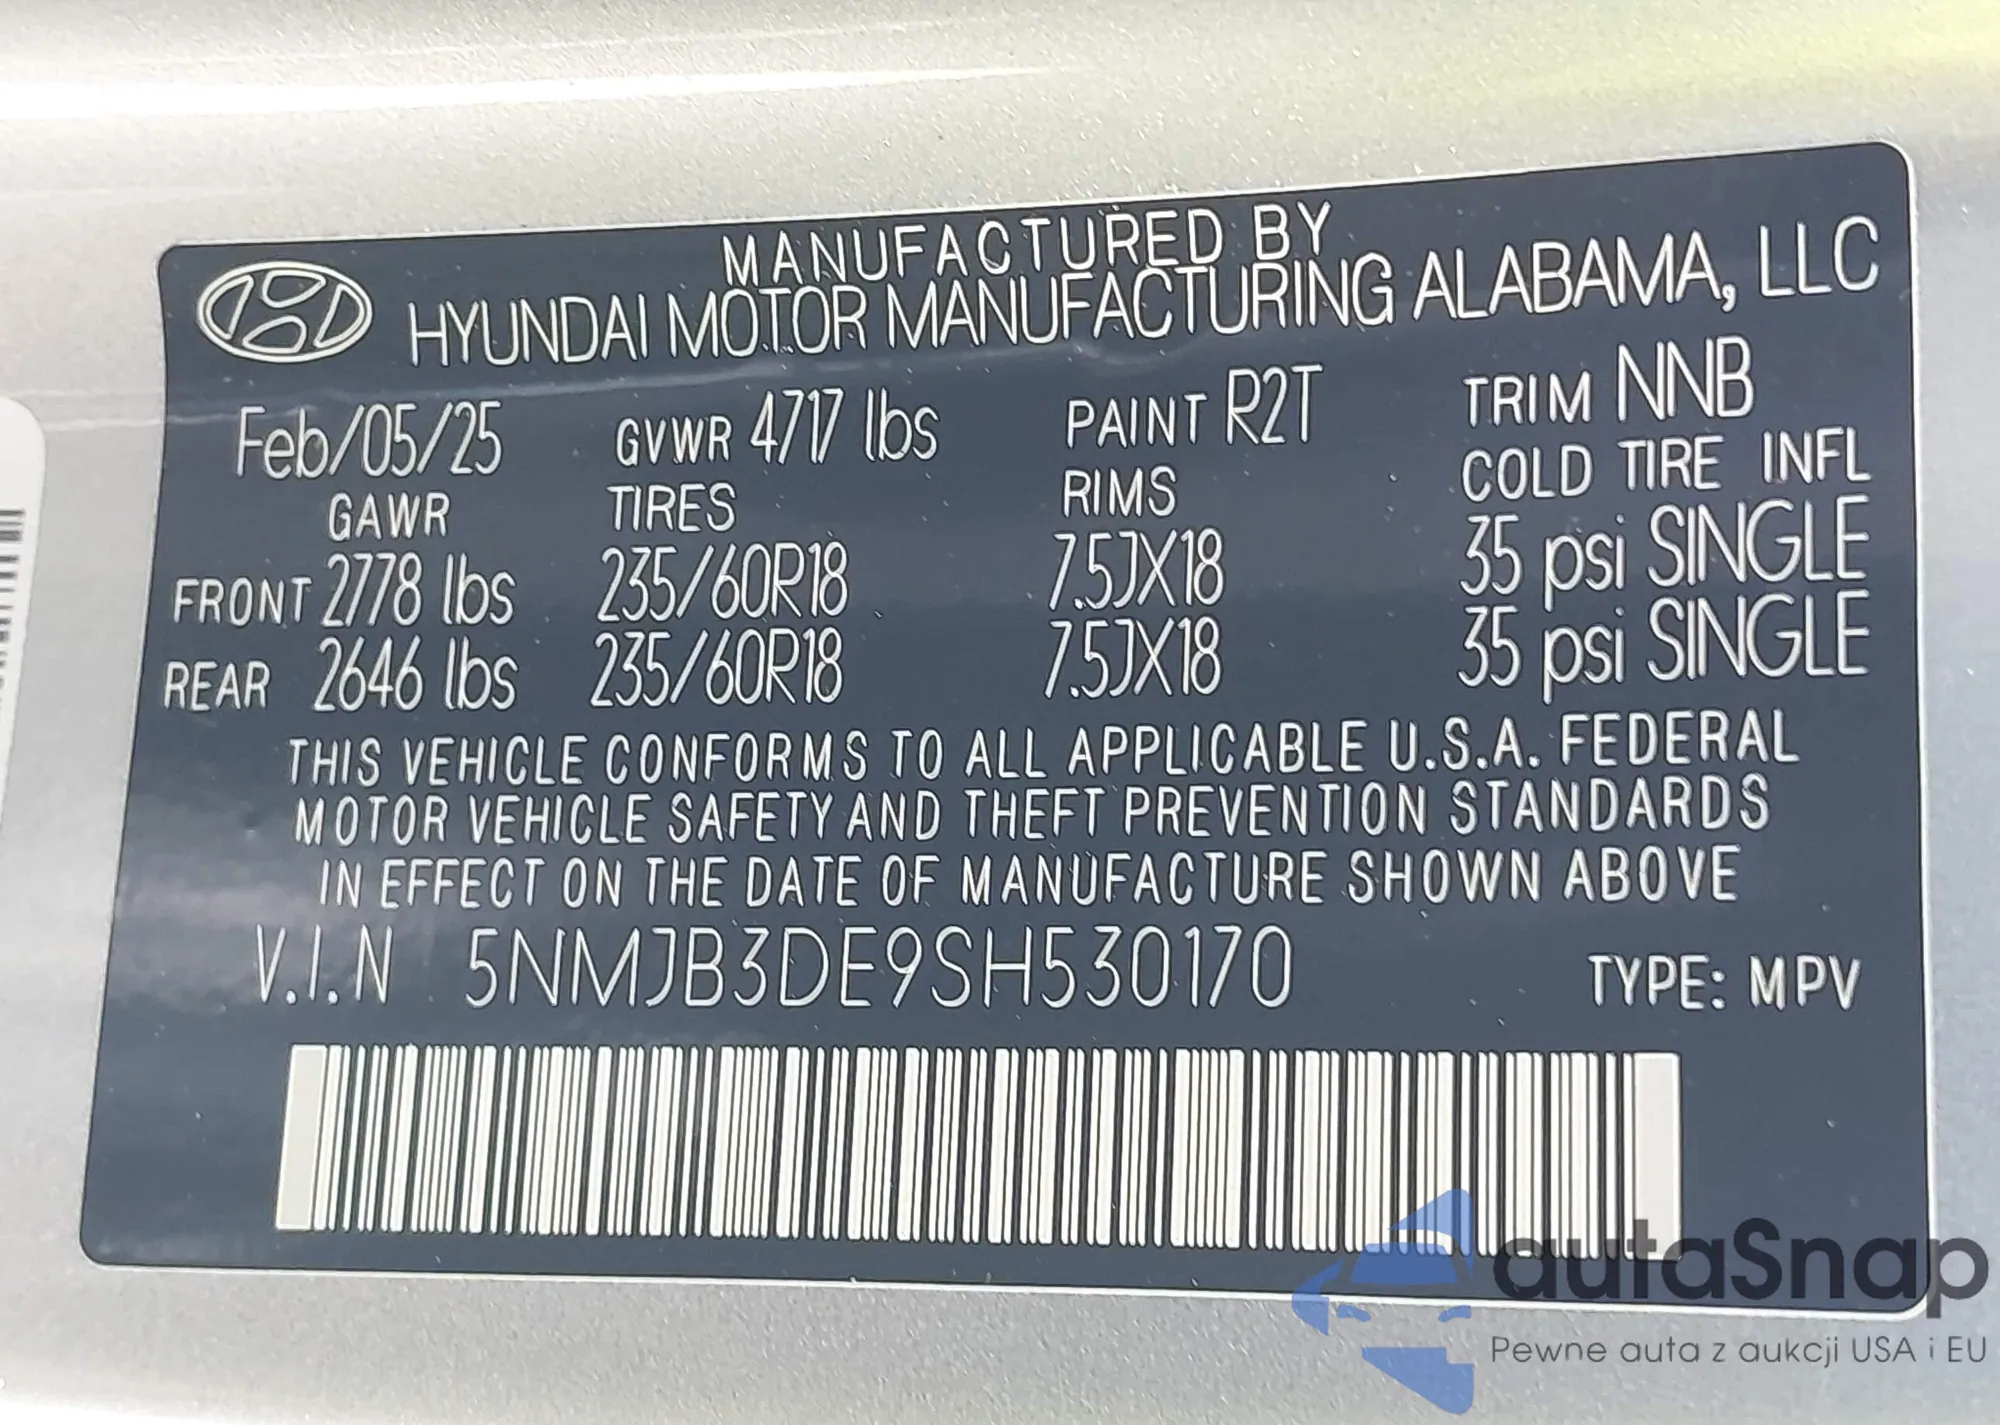 MANUFACTURED BY
HYUNDAI MOTOR MANUFACTURING ALABAMA, LLC
Feb/05/25 GVWR 4717 lbs PAINT R2T TRIM NNB
GAWR TIRES RIMS COLD TIRE INFL
FRONT 2778 lbs 235/60R18 7.5JX18 35 psi SINGLE
REAR 2646 lbs 235/60R18 7.5JX18 35 psi SINGLE
THIS VEHICLE CONFORMS TO ALL APPLICABLE U.S.A. FEDERAL
MOTOR VEHICLE SAFETY AND THEFT PREVENTION STANDARDS
IN EFFECT ON THE DATE OF MANUFACTURE SHOWN ABOVE
V.I.N 5NMJB3DE9SH530170 TYPE: MPV
autaSnap
Pewne auta z aukcji USA i EU